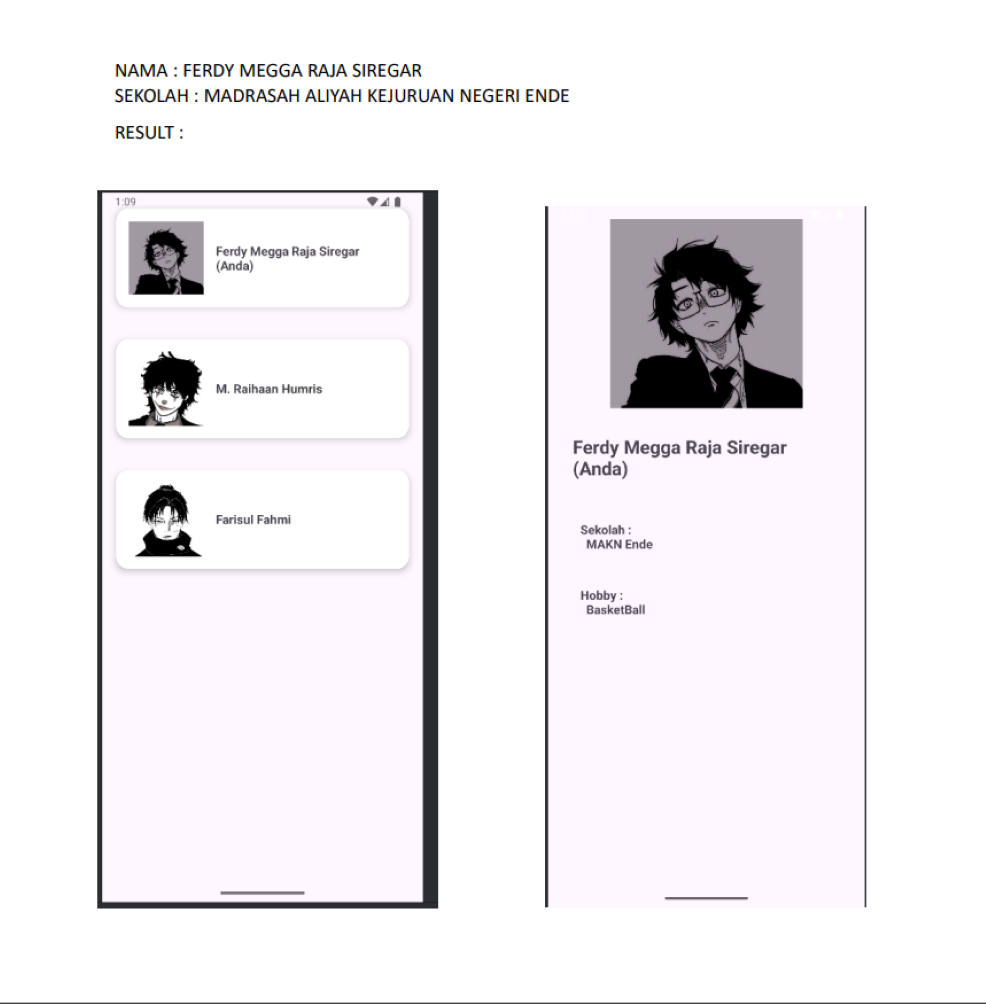 NAMA : FERDY MEGGA RAJA SIREGAR
SEKOLAH : MADRASAH ALIYAH KEJURUAN NEGERI ENDE
RESULT :
1:09
Ferdy Megga Raja Siregar
(Anda)
M. Raihaan Humris
Farisul Fahmi
Ferdy Megga Raja Siregar
(Anda)
Sekolah :
MAKN Ende
Hobby :
BasketBall